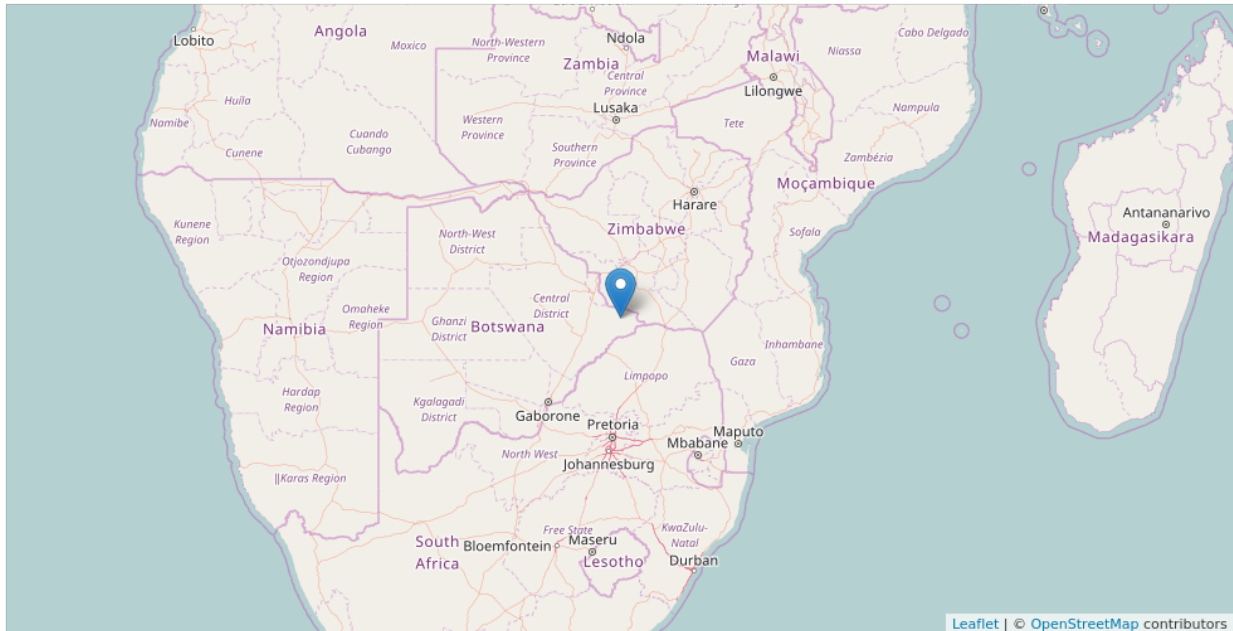 Angola
Moxico
North-Western
Province
Ndola
Zambia
Central
Province
Malawi
Lilongwe
Niassa
Cabo Delgado
Lobito
Huíla
Namibe
Cunene
Cuando
Cubango
Western
Province
Lusaka
Southern
Province
Tete
Nampula
Zambézia
Moçambique
Harare
Zimbabwe
Sofala
Antananarivo
Madagasikara
Kunene
Region
Otjozondjupa
Region
North-West
District
Omaheke
Region
Namibia
Ghanzi
District
Botswana
Central
District
Inhambane
Gaza
Limpopo
Hardap
Region
Kgalagadi
District
Gaborone
Pretoria
Mbabane
Maputo
Johannesburg
North West
||Karas Region
South
Africa
Bloemfontein
Free State
Maseru
Lesotho
KwaZulu-
Natal
Durban
Leaflet | © OpenStreetMap contributors